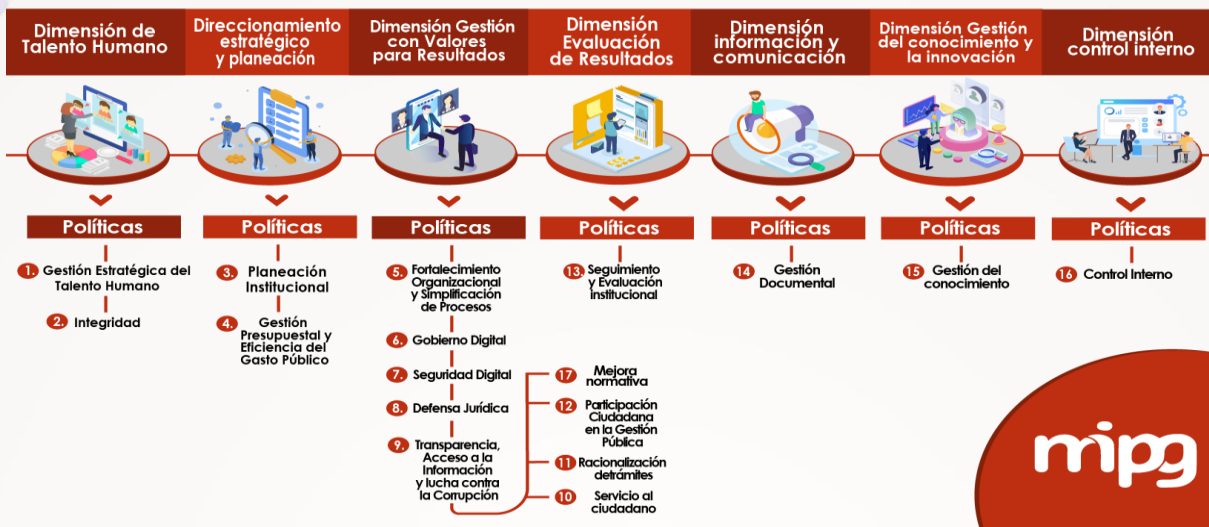 Dimensión de
Talento Humano
Direccionamiento
estratégico
y planeación
Dimensión Gestión
con Valores
para Resultados
Dimensión
Evaluación
de Resultados
Dimensión
información y
comunicación
Dimensión Gestión
del conocimiento y
la innovación
Dimensión
control interno
Políticas
1. Gestión Estratégica del
Talento Humano
2. Integridad
Políticas
3. Planeación
Institucional
4. Gestión
Presupuestal y
Eficiencia del
Gasto Público
Políticas
5. Fortalecimiento
Organizacional
y Simplificación
de Procesos
6. Gobierno Digital
7. Seguridad Digital
8. Defensa Jurídica
9. Transparencia,
Acceso a la
Información
y lucha contra
la Corrupción
17 Mejora
normativa
12 Participación
Ciudadana
en la Gestión
Pública
11 Racionalización
detrámites
10 Servicio al
ciudadano
Políticas
13. Seguimiento
y Evaluación
institucional
Políticas
14 Gestión
Documental
Políticas
15 Gestión del
conocimiento
Políticas
16 Control Interno
mipg